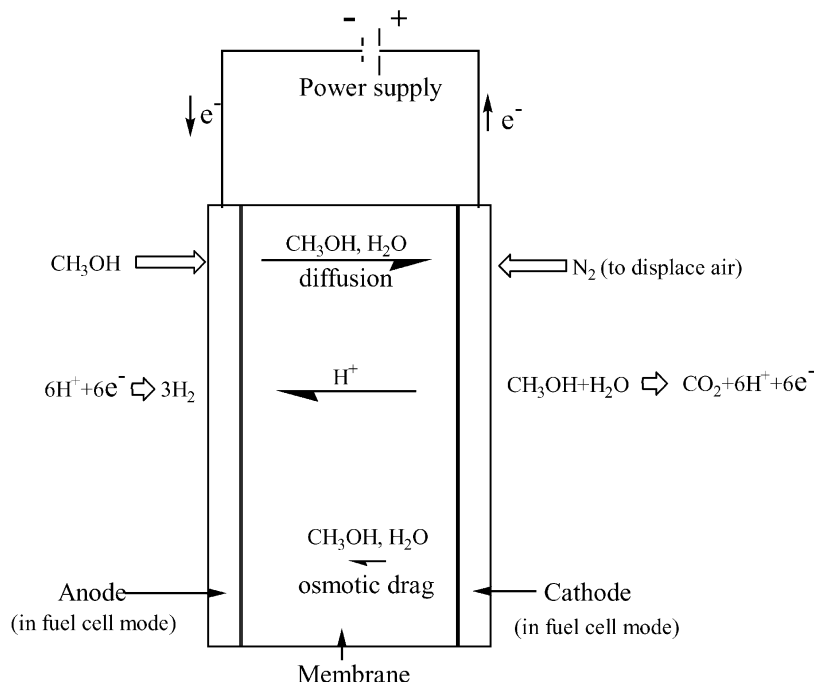 - +
Power supply
e⁻
e⁻
CH₃OH, H₂O
CH₃OH
diffusion
N₂ (to displace air)
H⁺
6H⁺+6e⁻ ⇨ 3H₂
CH₃OH+H₂O ⇨ CO₂+6H⁺+6e⁻
CH₃OH, H₂O
osmotic drag
Anode
(in fuel cell mode)
Cathode
(in fuel cell mode)
Membrane